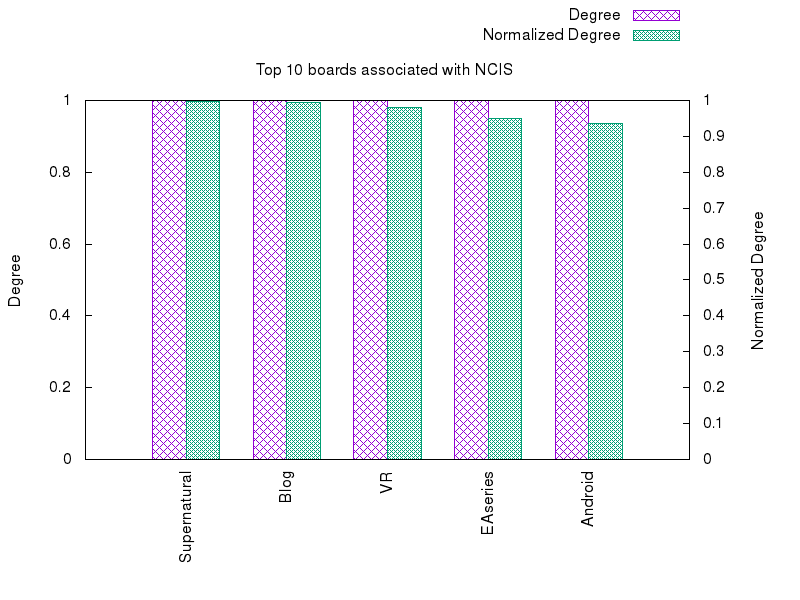 Degree
Normalized Degree
Top 10 boards associated with NCIS
1
0.8
0.6
0.4
0.2
0
Degree
1
0.9
0.8
0.7
0.6
0.5
0.4
0.3
0.2
0.1
0
Normalized Degree
Supernatural
Blog
VR
EAseries
Android